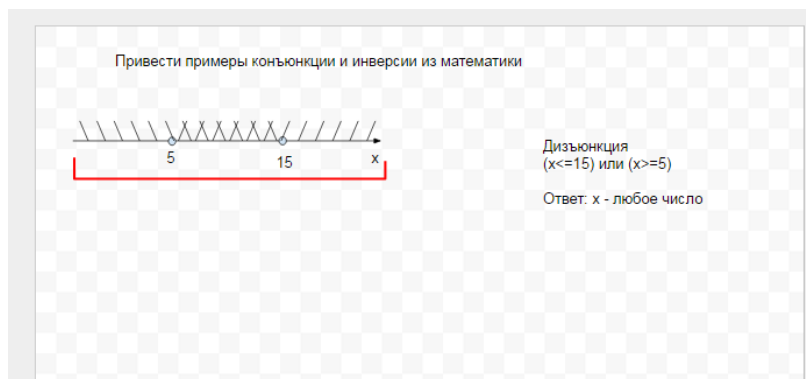 Привести примеры конъюнкции и инверсии из математики
5
15
x
Дизъюнкция
(x<=15) или (x>=5)
Ответ: x - любое число